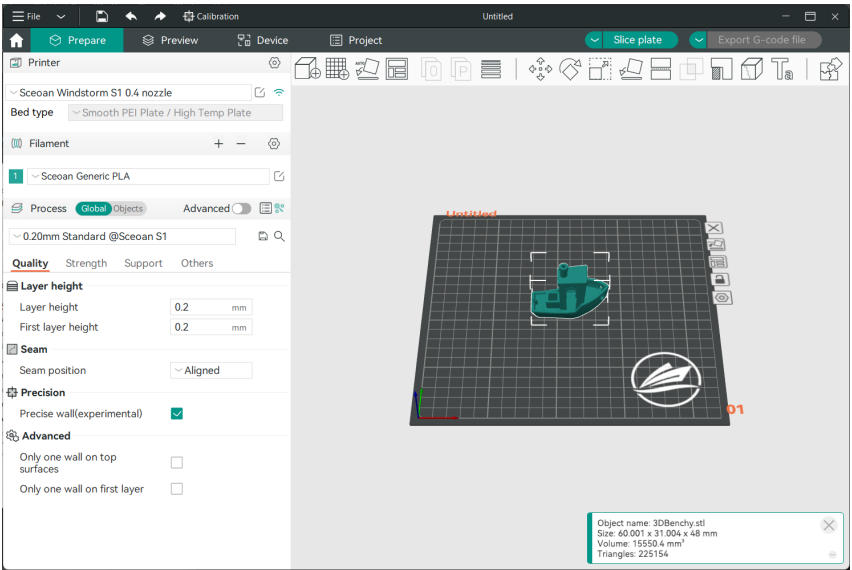 File
Calibration
Untitled
Prepare
Preview
Device
Project
Slice plate
Export G-code file
Printer
Sceoan Windstorm S1 0.4 nozzle
Bed type
Smooth PEI Plate / High Temp Plate
Filament
1
Sceoan Generic PLA
Process
Global
Objects
Advanced
0.20mm Standard @Sceoan S1
Quality
Strength
Support
Others
Layer height
Layer height
0.2 mm
First layer height
0.2 mm
Seam
Seam position
Aligned
Precision
Precise wall(experimental)
Advanced
Only one wall on top
surfaces
Only one wall on first layer
AUTO
0
P
Ta
Untitled
01
Object name: 3DBenchy.stl
Size: 60.001 x 31.004 x 48 mm
Volume: 15550.4 mm³
Triangles: 225154